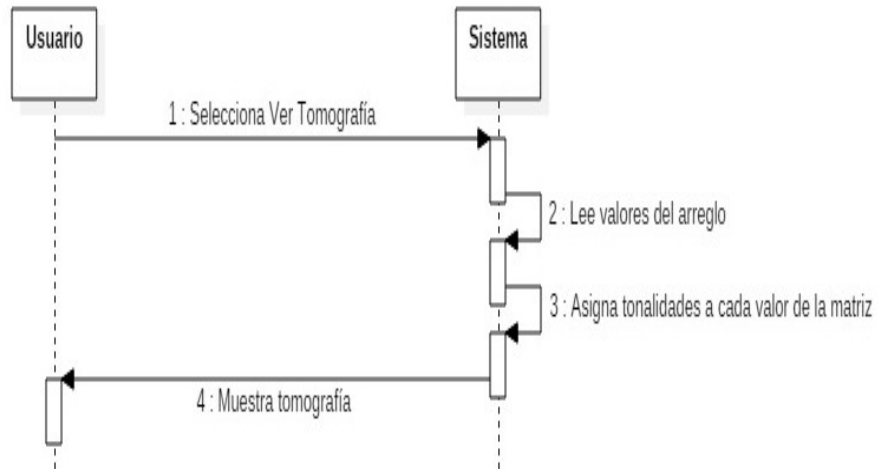 Usuario
Sistema
1 : Selecciona Ver Tomografía
2 : Lee valores del arreglo
3 : Asigna tonalidades a cada valor de la matriz
4 : Muestra tomografía